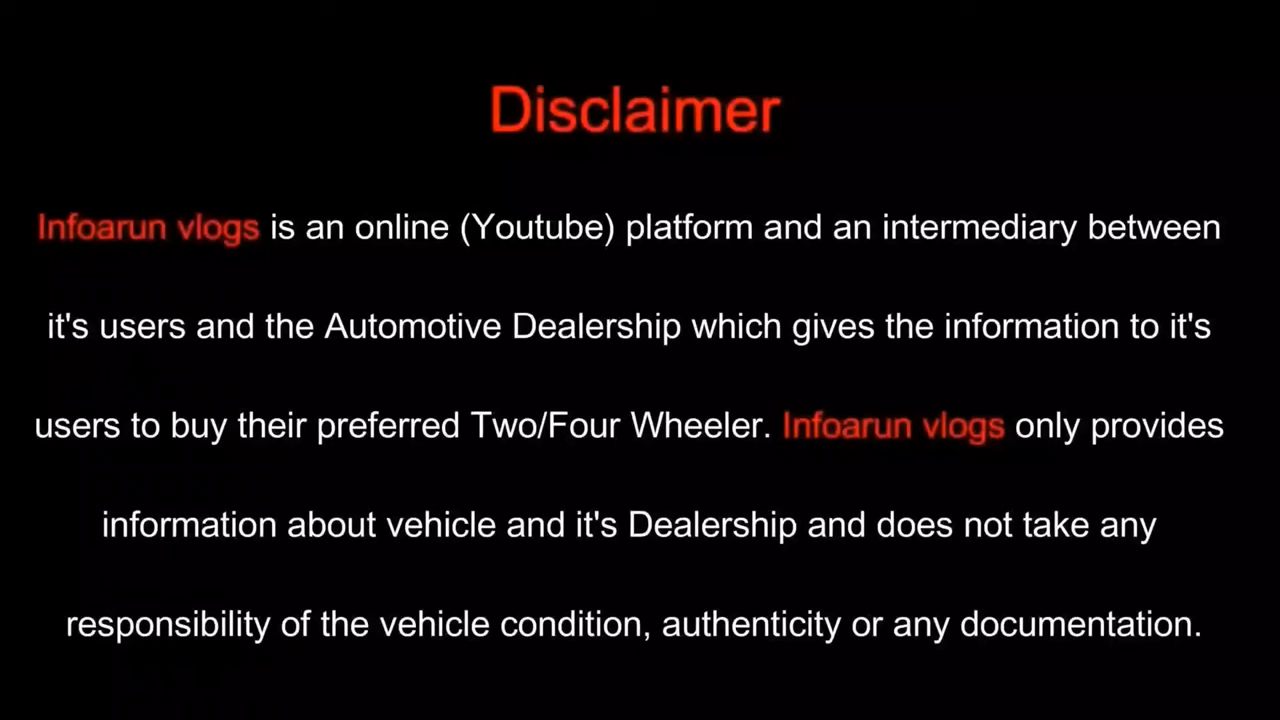 Disclaimer
Infoarun vlogs is an online (Youtube) platform and an intermediary between
it's users and the Automotive Dealership which gives the information to it's
users to buy their preferred Two/Four Wheeler. Infoarun vlogs only provides
information about vehicle and it's Dealership and does not take any
responsibility of the vehicle condition, authenticity or any documentation.